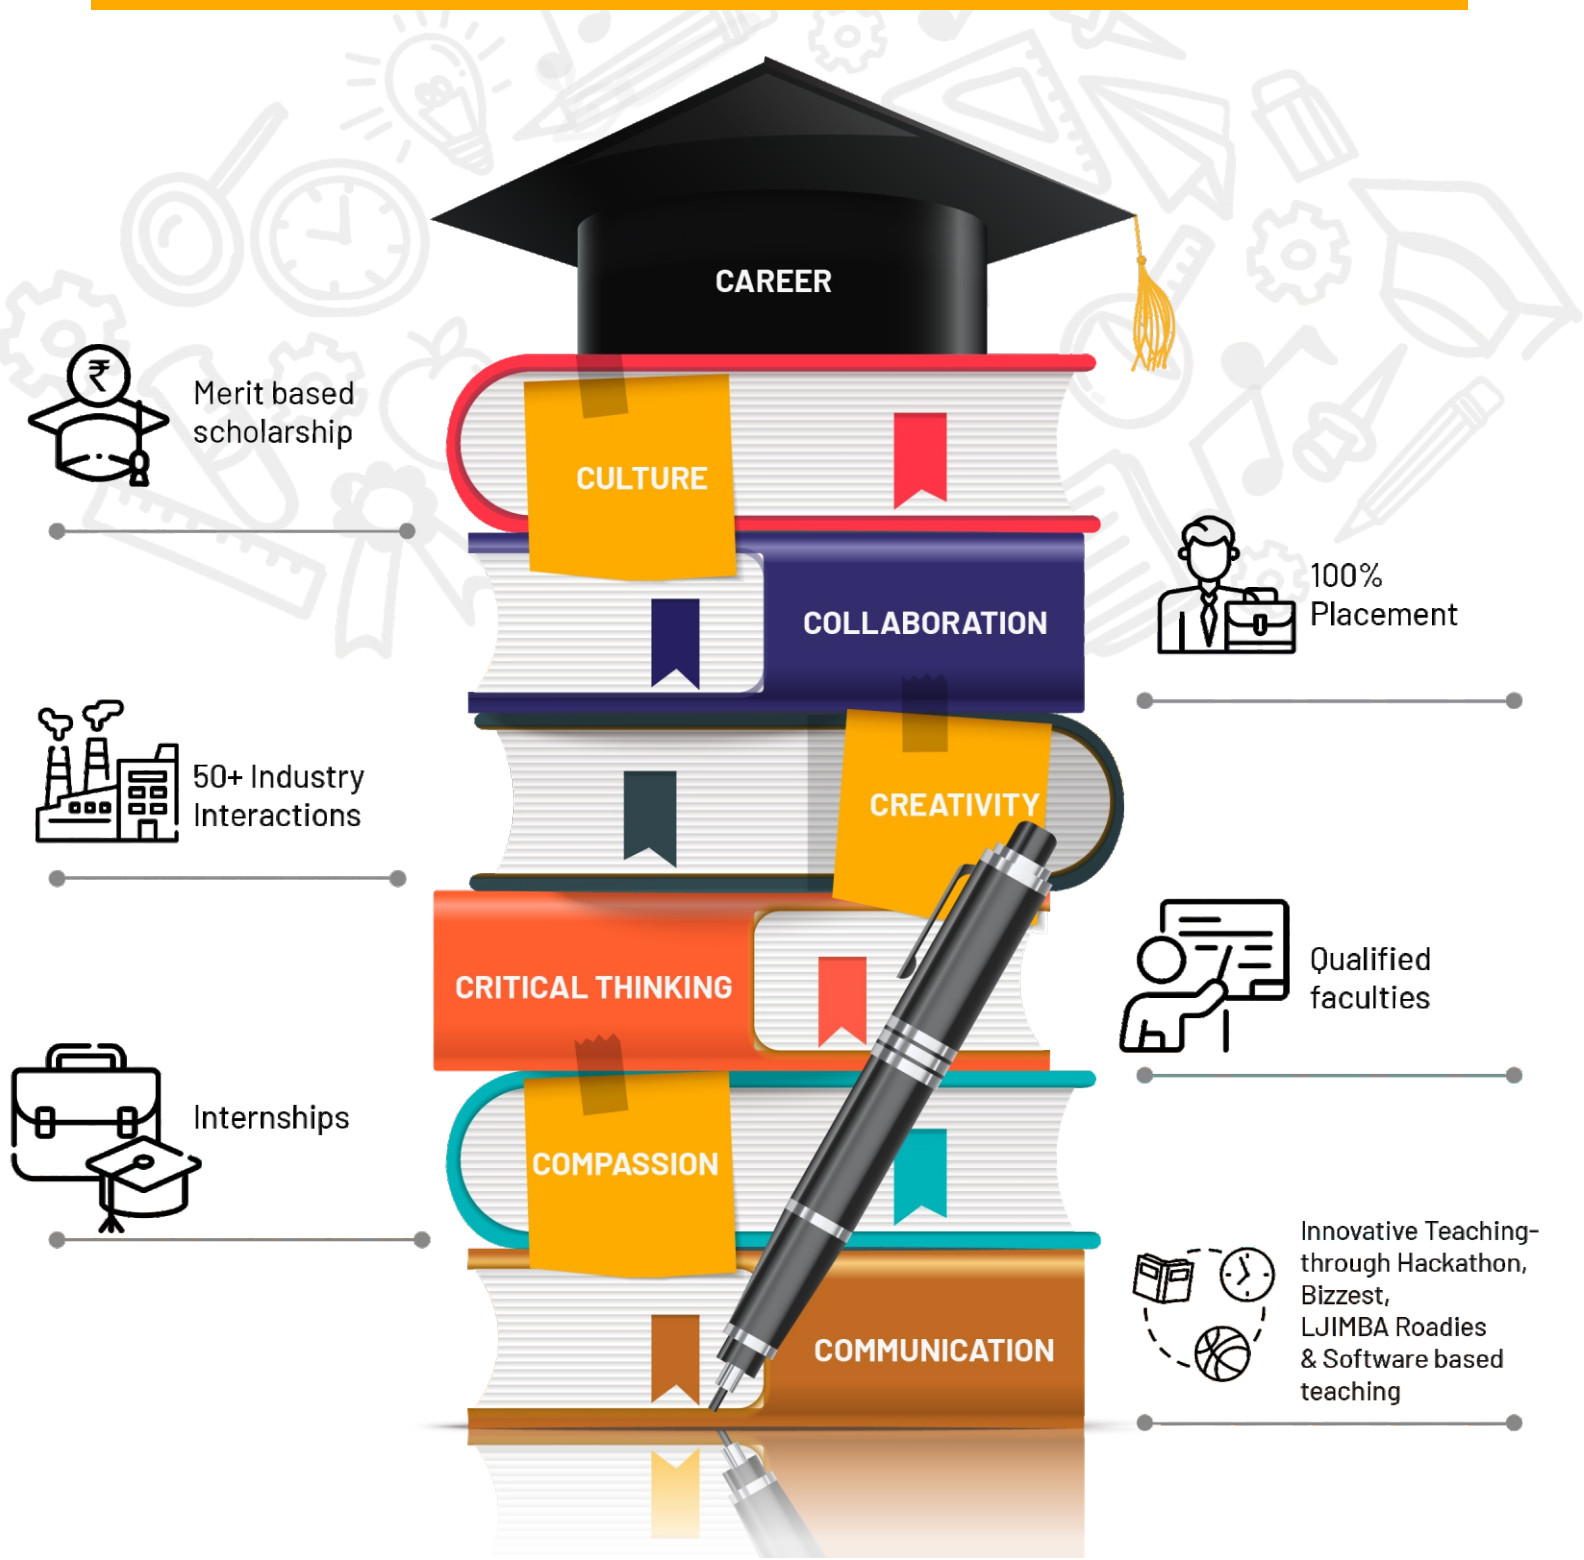 CAREER
Merit based
scholarship
CULTURE
100%
Placement
COLLABORATION
50+ Industry
Interactions
CREATIVITY
Qualified
faculties
CRITICAL THINKING
Internships
COMPASSION
Innovative Teaching-
through Hackathon,
Bizzest,
LJIMBA Roadies
& Software based
teaching
COMMUNICATION